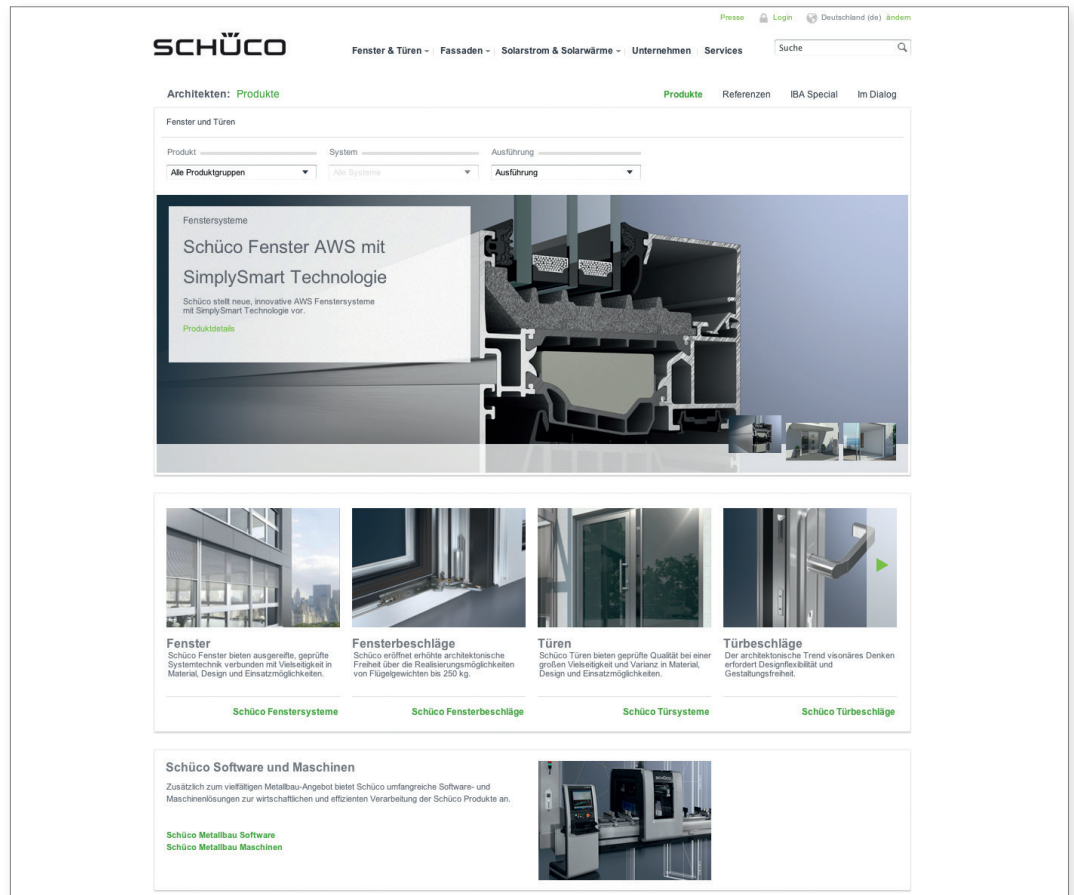 Presse Login Deutschland (de) ändern
SCHÜCO
Fenster & Türen Fassaden Solarstrom & Solarwärme Unternehmen Services Suche
Architekten: Produkte
Produkte Referenzen IBA Special Im Dialog
Fenster und Türen
Produkt System Ausführung
Alle Produktgruppen Alle Systeme Ausführung
Fenstersysteme
Schüco Fenster AWS mit
SimplySmart Technologie
Schüco stellt neue, innovative AWS Fenstersysteme
mit SimplySmart Technologie vor.
Produktdetails
Fenster
Schüco Fenster bieten ausgereifte, geprüfte
Systemtechnik verbunden mit Vielseitigkeit in
Material, Design und Einsatzmöglichkeiten.
Schüco Fenstersysteme
Fensterbeschläge
Schüco eröffnet erhöhte architektonische
Freiheit über die Realisierungsmöglichkeiten
von Flügelgewichten bis 250 kg.
Schüco Fensterbeschläge
Türen
Schüco Türen bieten geprüfte Qualität bei einer
großen Vielseitigkeit und Varianz in Material,
Design und Einsatzmöglichkeiten.
Schüco Türsysteme
Türbeschläge
Der architektonische Trend visonäres Denken
erfordert Designflexibilität und
Gestaltungsfreiheit.
Schüco Türbeschläge
Schüco Software und Maschinen
Zusätzlich zum vielfältigen Metallbau-Angebot bietet Schüco umfangreiche Software- und
Maschinenlösungen zur wirtschaftlichen und effizienten Verarbeitung der Schüco Produkte an.
Schüco Metallbau Software
Schüco Metallbau Maschinen
SCHÜCO